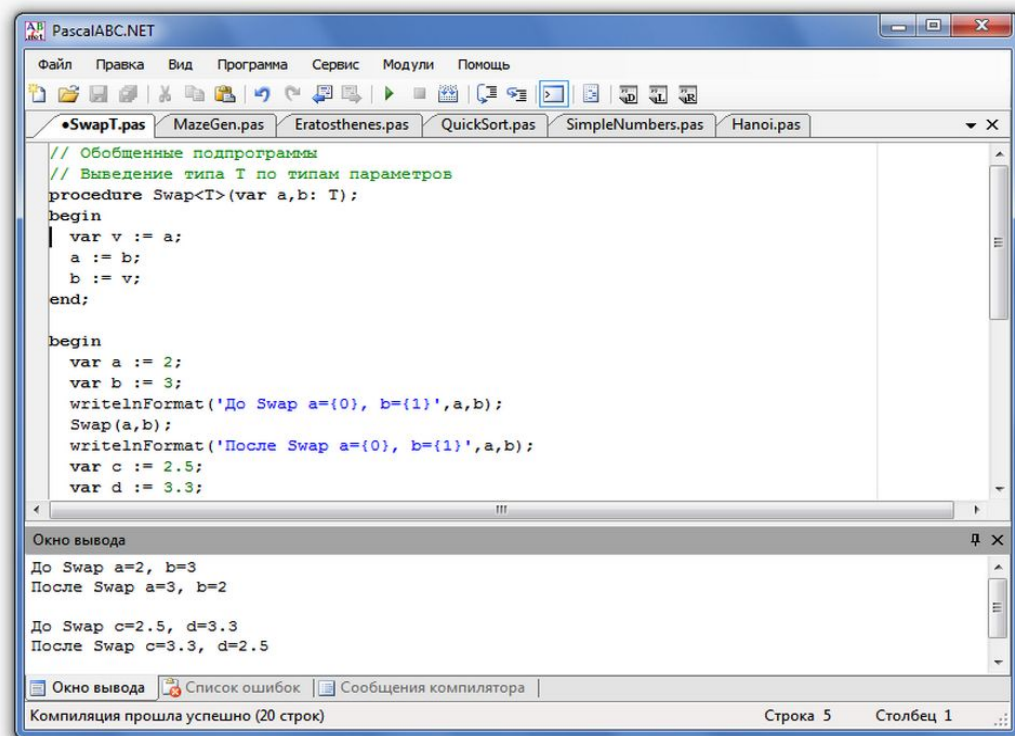 PascalABC.NET
Файл Правка Вид Программа Сервис Модули Помощь
•SwapT.pas MazeGen.pas Eratosthenes.pas QuickSort.pas SimpleNumbers.pas Hanoi.pas
// Обобщенные подпрограммы
// Выведение типа T по типам параметров
procedure Swap<T>(var a,b: T);
begin
  var v := a;
  a := b;
  b := v;
end;
begin
  var a := 2;
  var b := 3;
  writelnFormat('До Swap a={0}, b={1}',a,b);
  Swap(a,b);
  writelnFormat('После Swap a={0}, b={1}',a,b);
  var c := 2.5;
  var d := 3.3;
Окно вывода
До Swap a=2, b=3
После Swap a=3, b=2
До Swap c=2.5, d=3.3
После Swap c=3.3, d=2.5
Окно вывода Список ошибок Сообщения компилятора
Компиляция прошла успешно (20 строк) Строка 5 Столбец 1